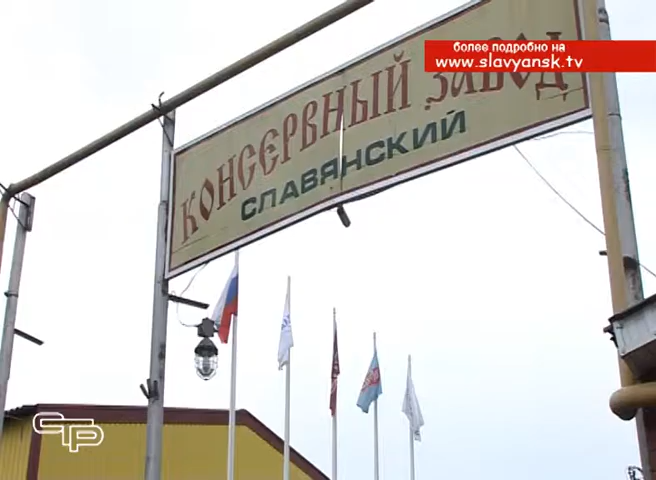 более подробно на
www.slavyansk.tv
КОНСЕРВНЫЙ ЗАВОД
СЛАВЯНСКИЙ
СТР